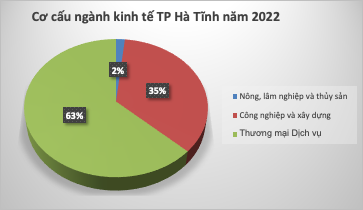 Cơ cấu ngành kinh tế TP Hà Tĩnh năm 2022
2%
35%
63%
Nông, lâm nghiệp và thủy sản
Công nghiệp và xây dựng
Thương mại Dịch vụ